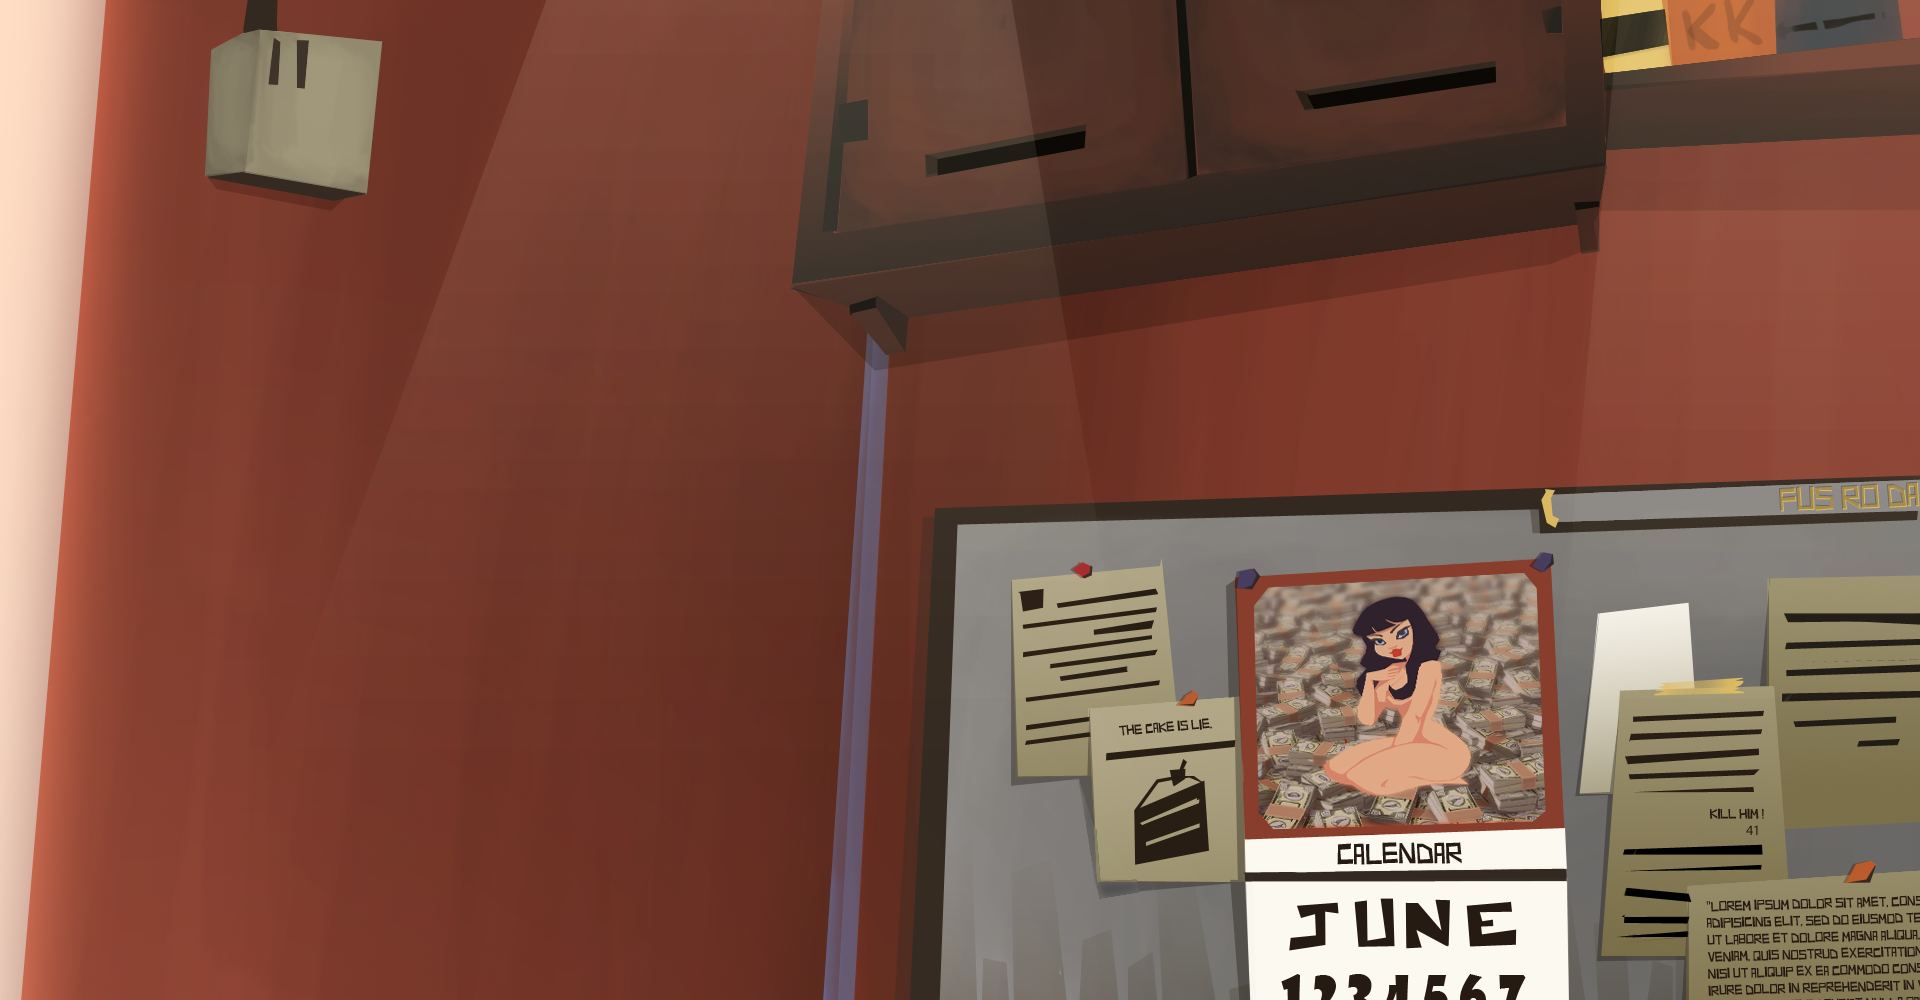 KK
FUS RO DA
THE CAKE IS LIE.
CALENDAR
JUNE
1234567
KILL HIM!
41
"LOREM IPSUM DOLOR SIT AMET, CONS
ADIPISICING ELIT, SED DO EIUSMOD TE
UT LABORE ET DOLORE MAGNA ALIQUA.
VENIAM, QUIS NOSTRUD EXERCITATION
NISI UT ALIQUIP EX EA COMMODO CONS
IRURE DOLOR IN REPREHENDERIT IN